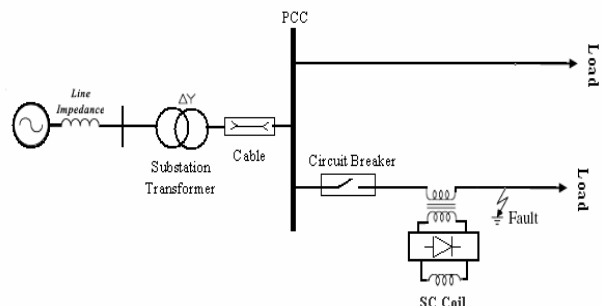 PCC
Line
Impedance
ΔY
Substation
Transformer
Cable
Load
Circuit Breaker
Fault
Load
SC Coil